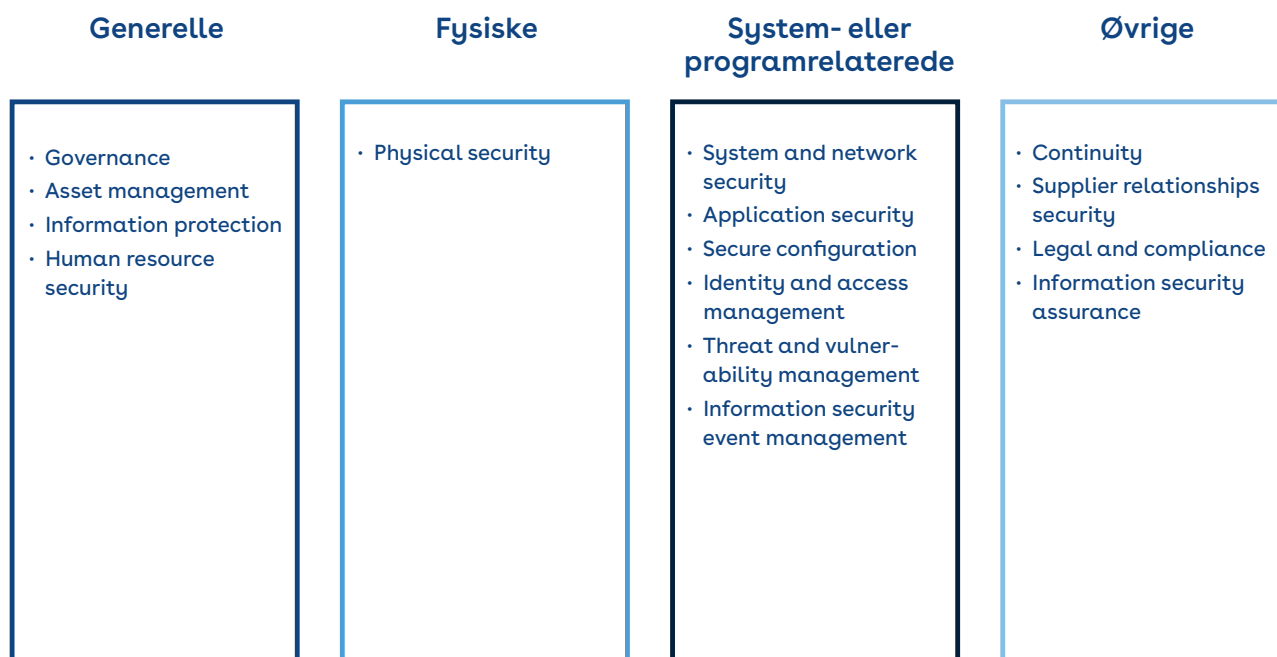 Generelle
· Governance
· Asset management
· Information protection
· Human resource
security
Fysiske
· Physical security
System- eller
programrelaterede
· System and network
security
· Application security
· Secure configuration
· Identity and access
management
· Threat and vulner-
ability management
· Information security
event management
Øvrige
· Continuity
· Supplier relationships
security
· Legal and compliance
· Information security
assurance